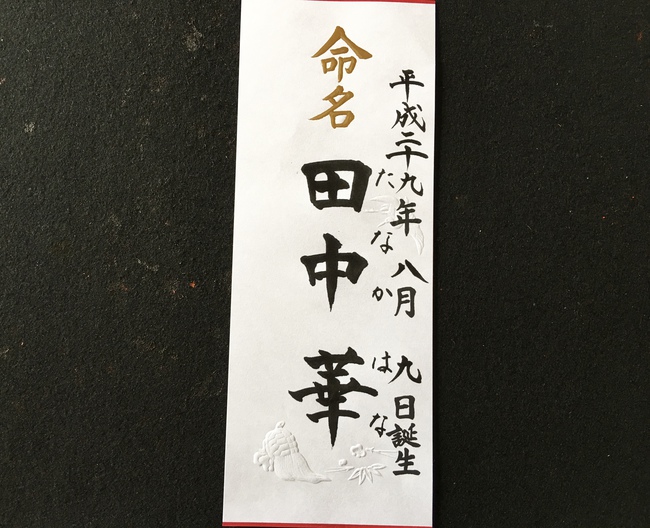 平成二十九年八月九日誕生
命名
たなか はな
田中 華